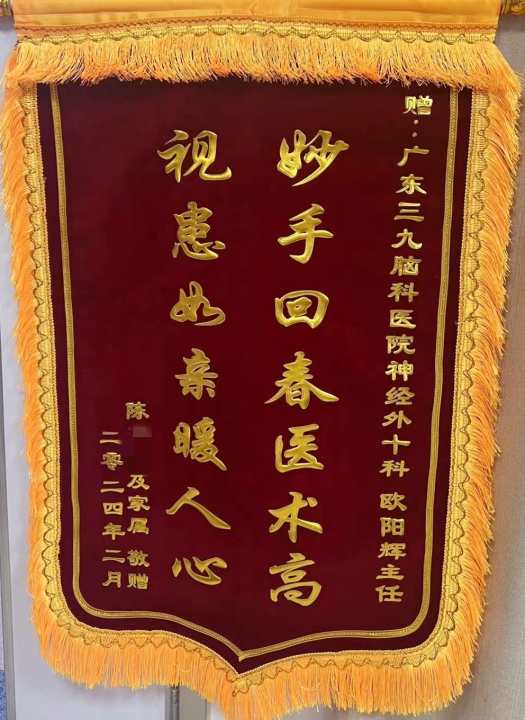 赠：广东三九脑科医院神经外十科 欧阳辉主任
妙手回春医术高
视患如亲暖人心
陈 及家属 敬赠
二零二四年二月